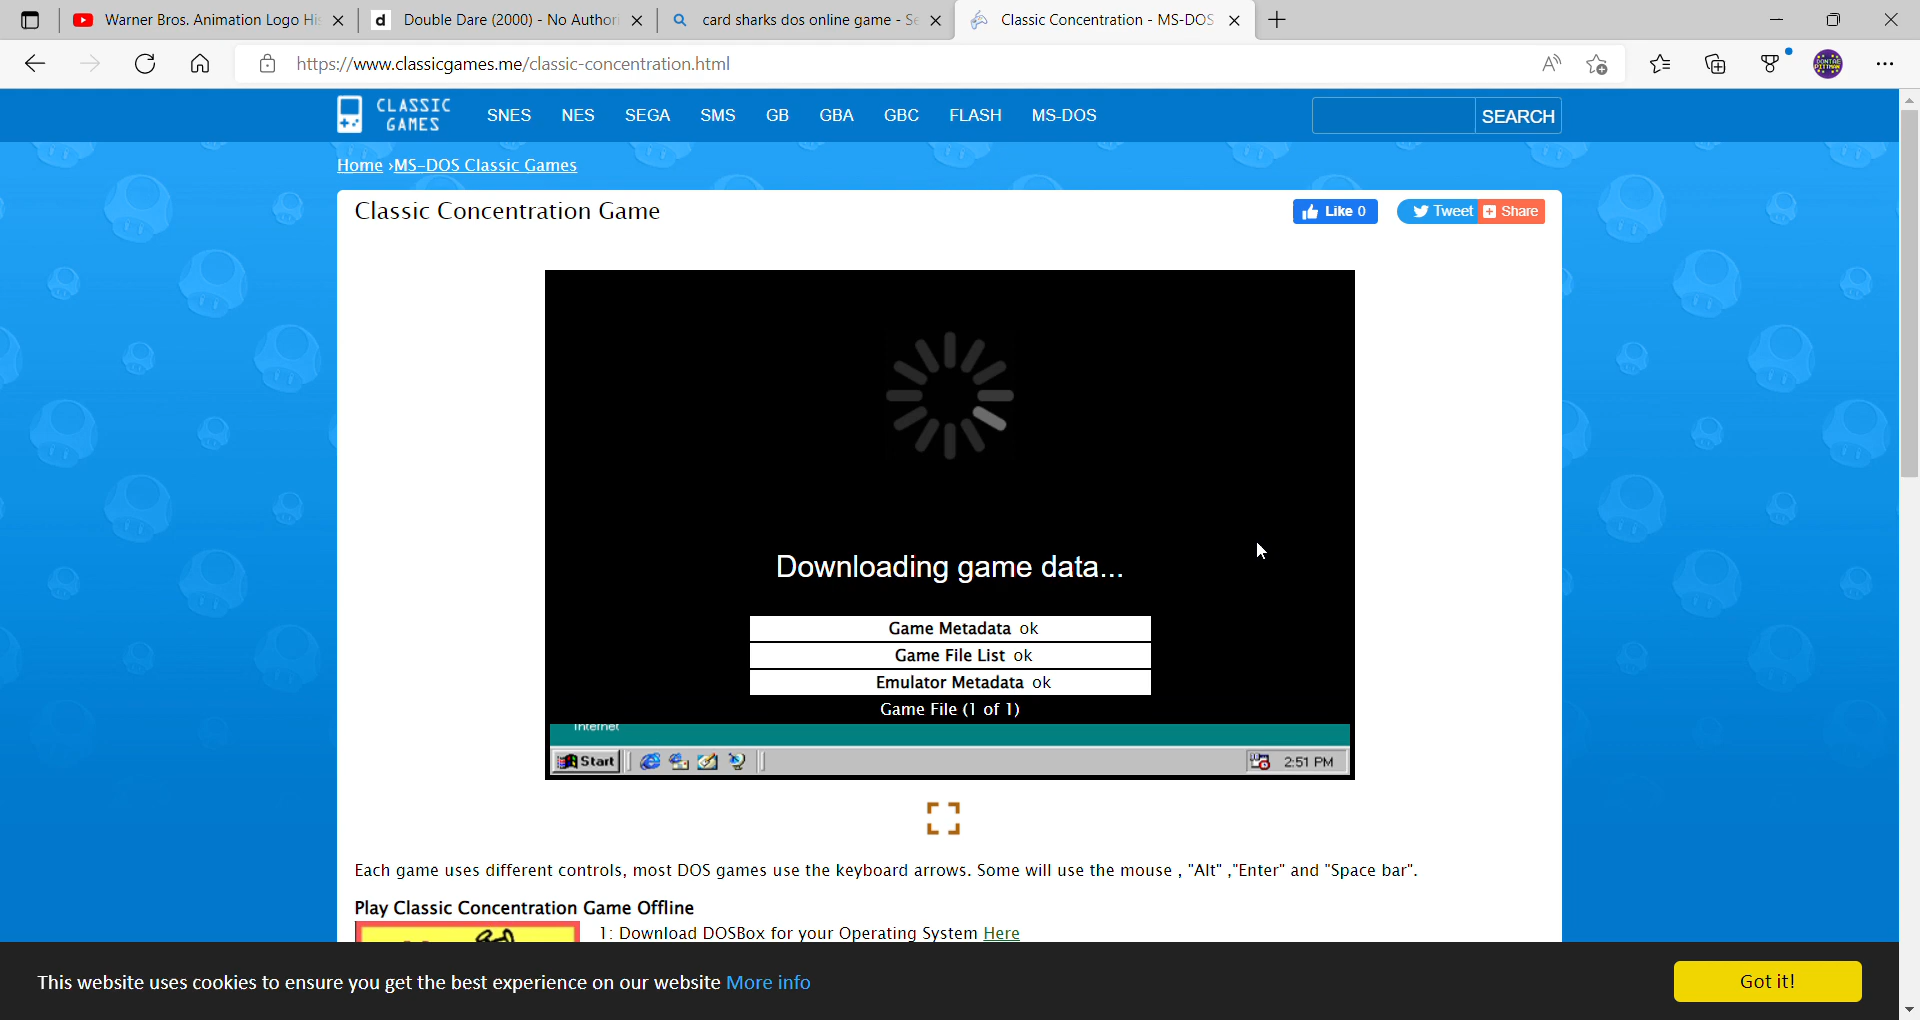 Warner Bros. Animation Logo Hi
Double Dare (2000) - No Author
card sharks dos online game - Se
Classic Concentration - MS-DOS
https://www.classicgames.me/classic-concentration.html
DONTAE PITTMAN
CLASSIC GAMES
SNES NES SEGA SMS GB GBA GBC FLASH MS-DOS
SEARCH
Home ›MS-DOS Classic Games
Classic Concentration Game
Like 0
Tweet
Share
Downloading game data...
Game Metadata ok
Game File List ok
Emulator Metadata ok
Game File (1 of 1)
Internet
Start
2:51 PM
Each game uses different controls, most DOS games use the keyboard arrows. Some will use the mouse , "Alt" ,"Enter" and "Space bar".
Play Classic Concentration Game Offline
1: Download DOSBox for your Operating System Here
This website uses cookies to ensure you get the best experience on our website More info
Got it!